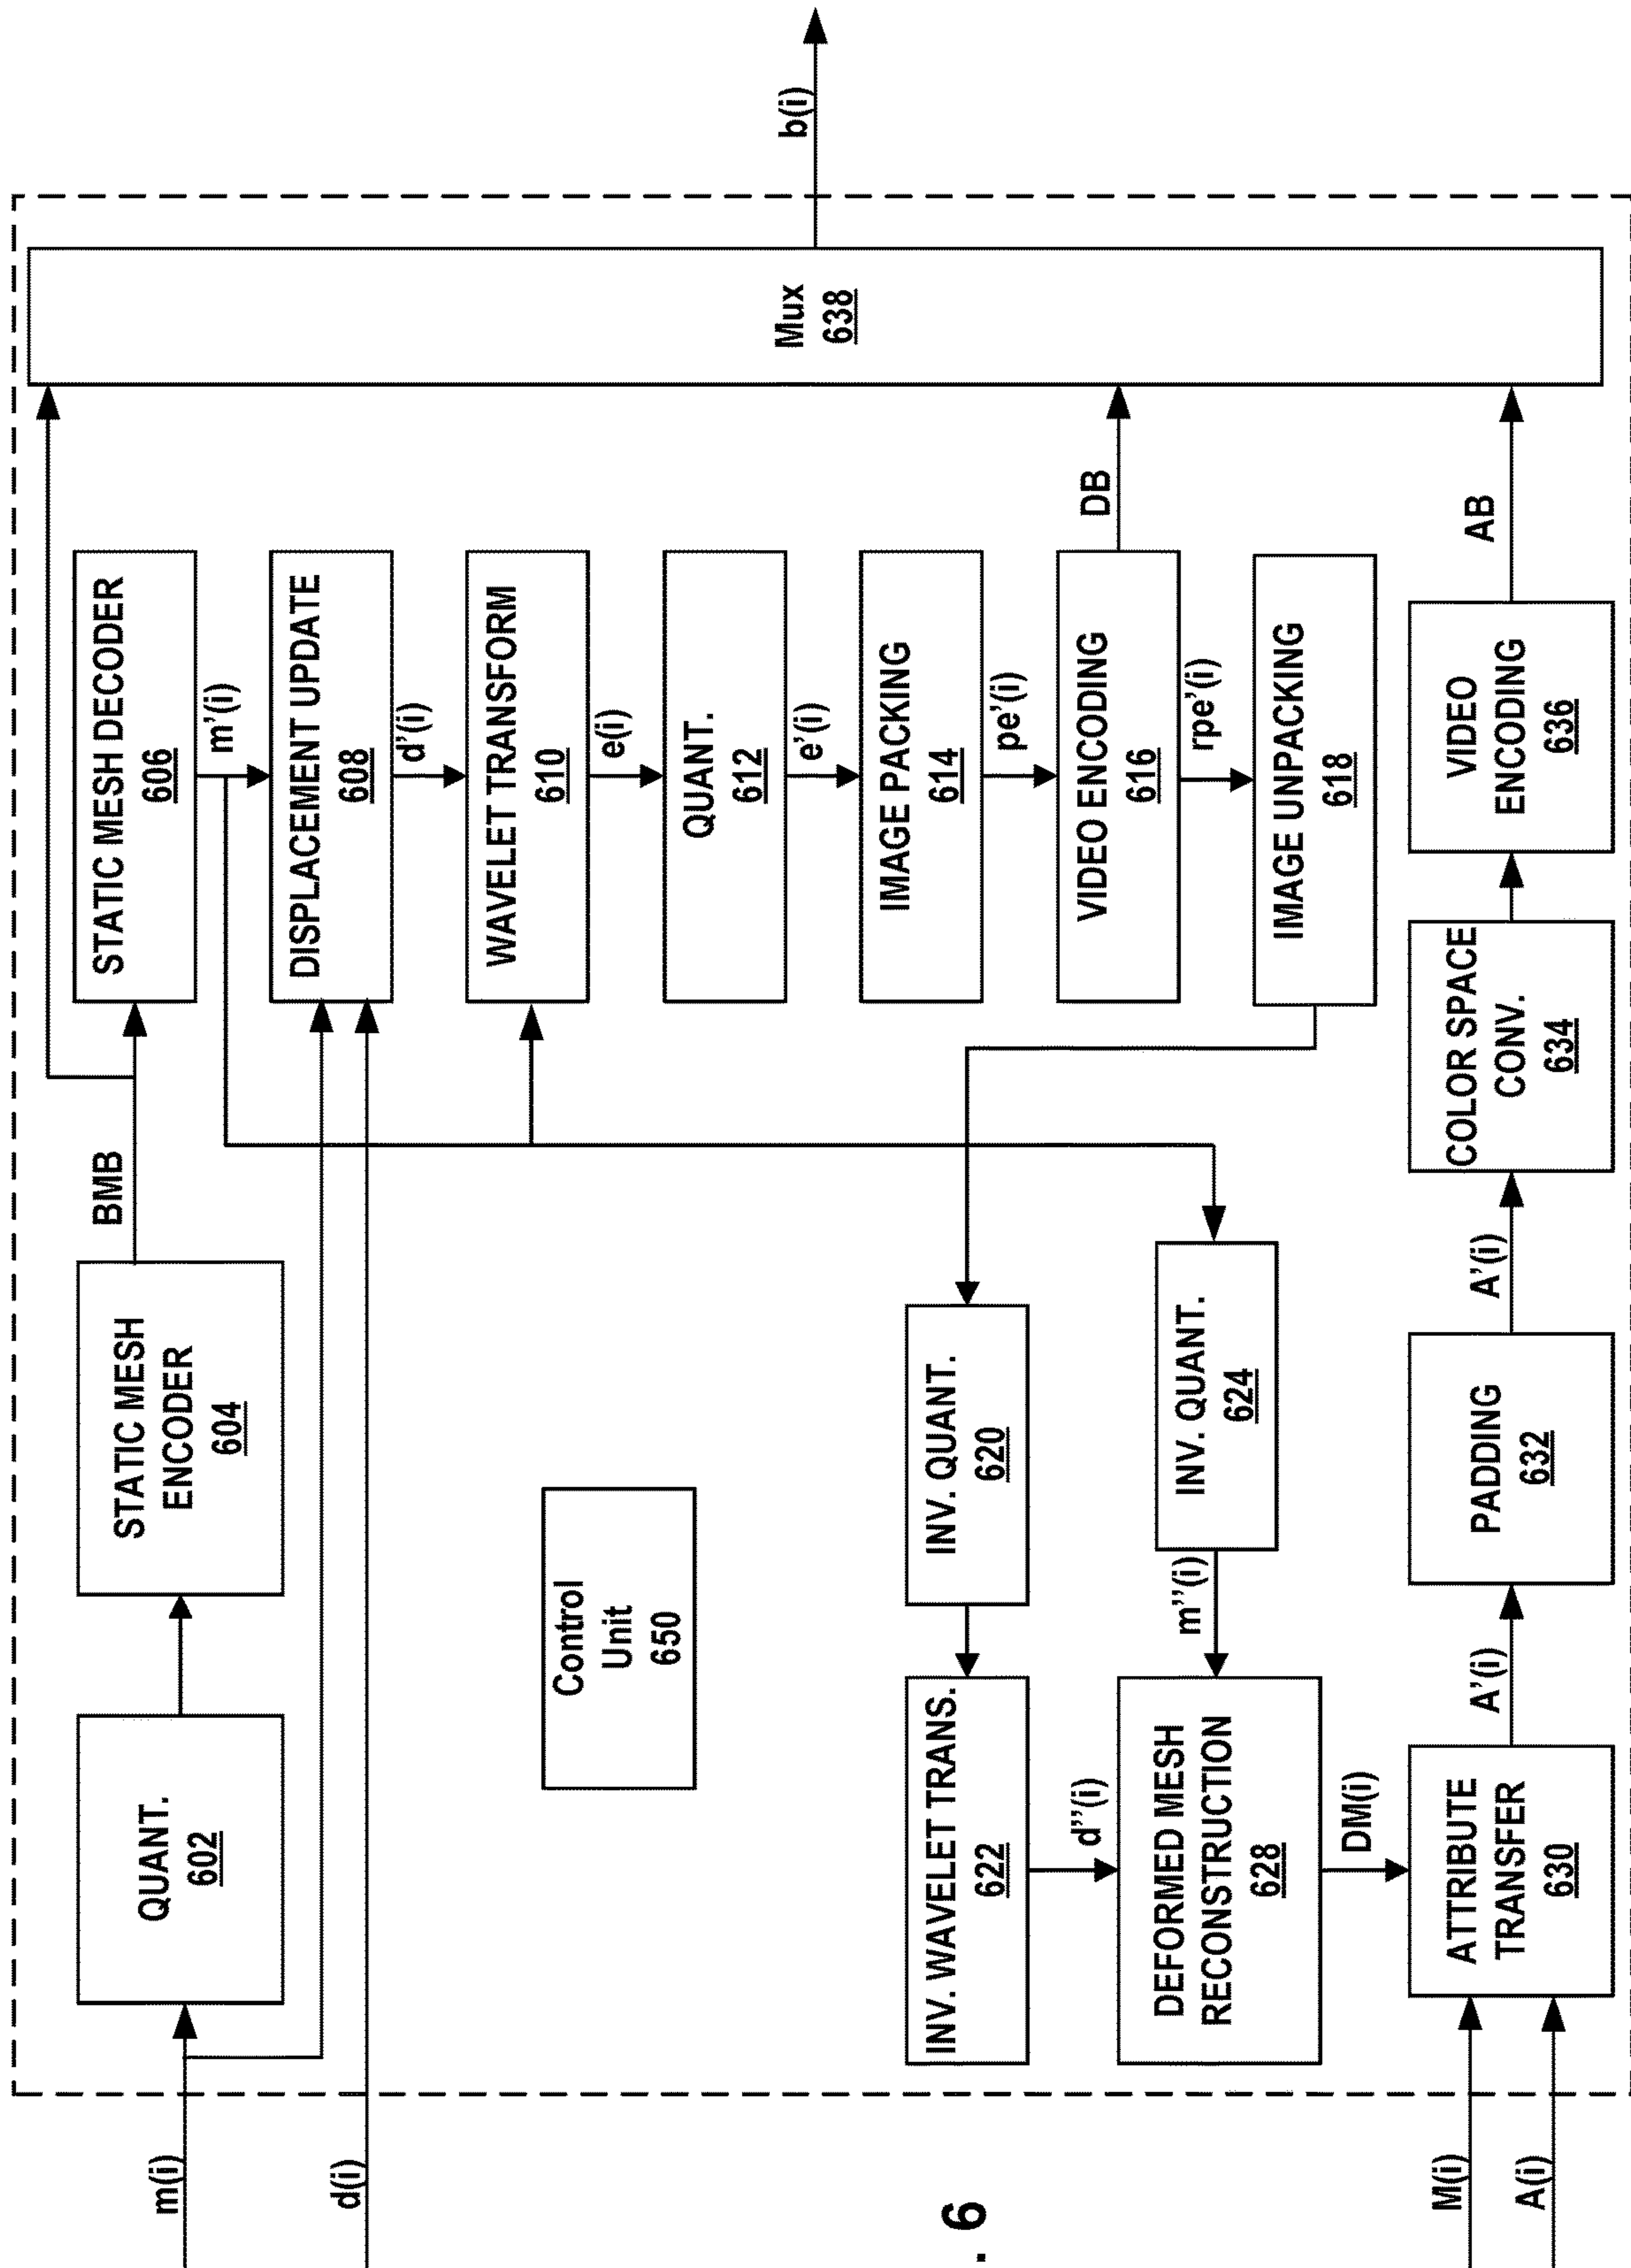 m(i)
QUANT.
602
STATIC MESH
ENCODER
604
BMB
STATIC MESH DECODER
606
m'(i)
d(i)
DISPLACEMENT UPDATE
608
d'(i)
WAVELET TRANSFORM
610
e(i)
Control
Unit
650
QUANT.
612
e'(i)
IMAGE PACKING
614
pe'(i)
Mux
638
b(i)
INV. WAVELET TRANS.
622
INV. QUANT.
620
d''(i)
VIDEO ENCODING
616
DB
rpe'(i)
DEFORMED MESH
RECONSTRUCTION
628
m''(i)
INV. QUANT.
624
IMAGE UNPACKING
618
DM(i)
M(i)
A(i)
ATTRIBUTE
TRANSFER
630
A'(i)
PADDING
632
A'(i)
COLOR SPACE
CONV.
634
VIDEO
ENCODING
636
AB
. 6